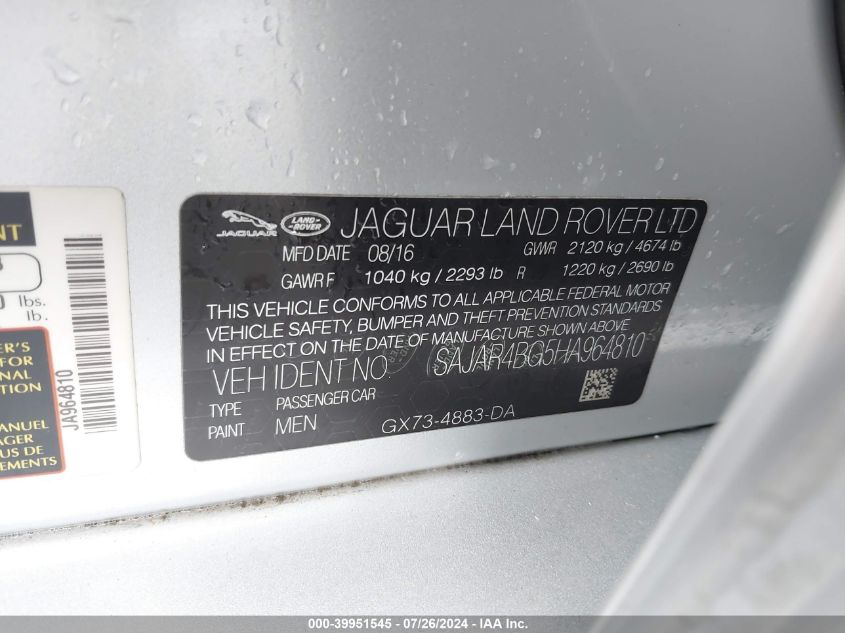 NT
lbs.
lb.
ER'S
FOR
NAL
TION
MANUEL
AGER
US DE
EMENTS
JA964810
JAGUAR
LAND-
ROVER
JAGUAR LAND ROVER LTD
MFD DATE 08/16 GVWR 2120 kg / 4674 lb
GAWR F 1040 kg / 2293 lb R 1220 kg / 2690 lb
THIS VEHICLE CONFORMS TO ALL APPLICABLE FEDERAL MOTOR
VEHICLE SAFETY, BUMPER AND THEFT PREVENTION STANDARDS
IN EFFECT ON THE DATE OF MANUFACTURE SHOWN ABOVE
VEH IDENT NO SAJAR4BG5HA964810
TYPE PASSENGER CAR
PAINT MEN GX73-4883-DA
000-39951545 - 07/26/2024 - IAA Inc.